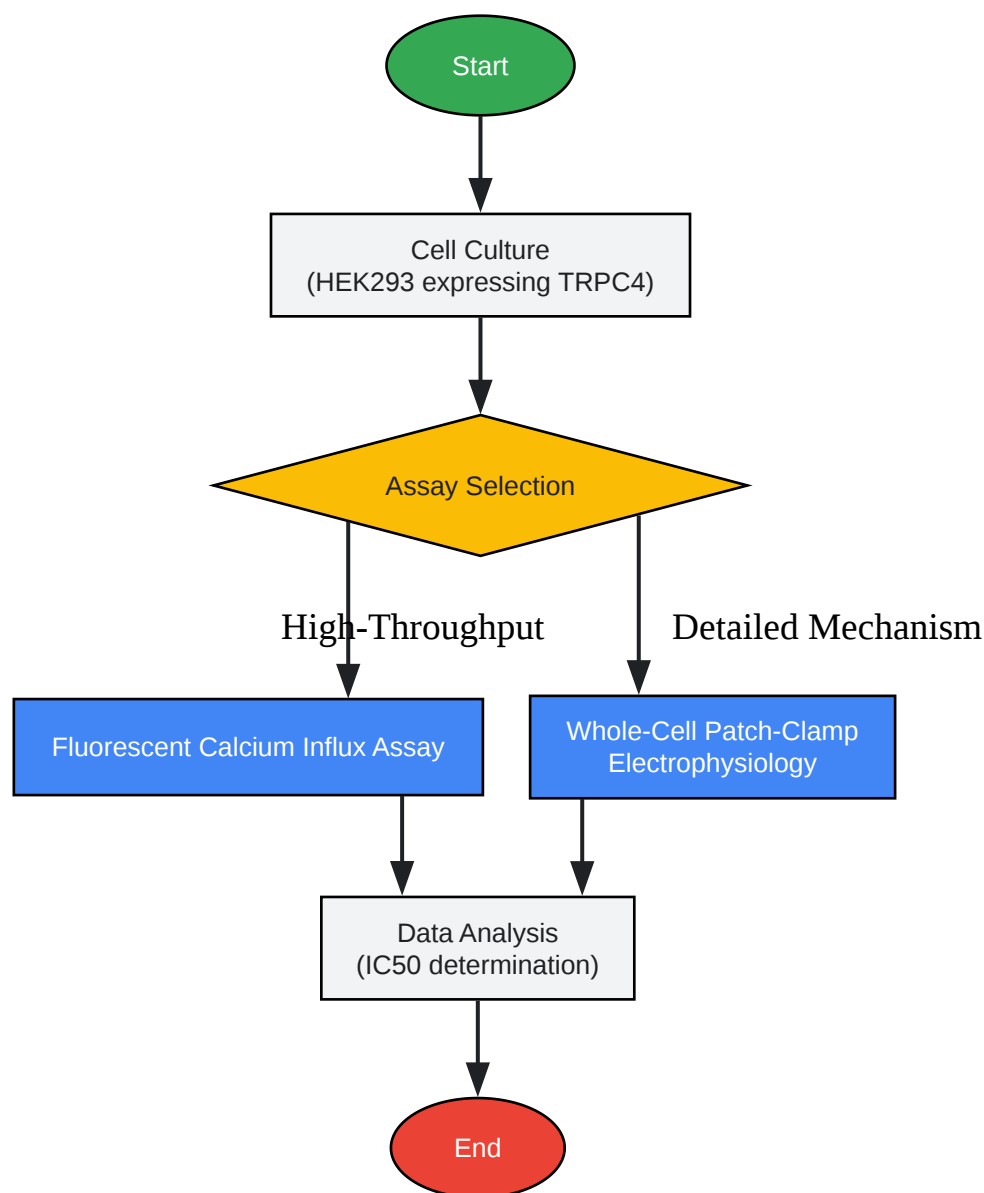 Start
Cell Culture
(HEK293 expressing TRPC4)
Assay Selection
High-Throughput
Detailed Mechanism
Fluorescent Calcium Influx Assay
Whole-Cell Patch-Clamp
Electrophysiology
Data Analysis
(IC50 determination)
End